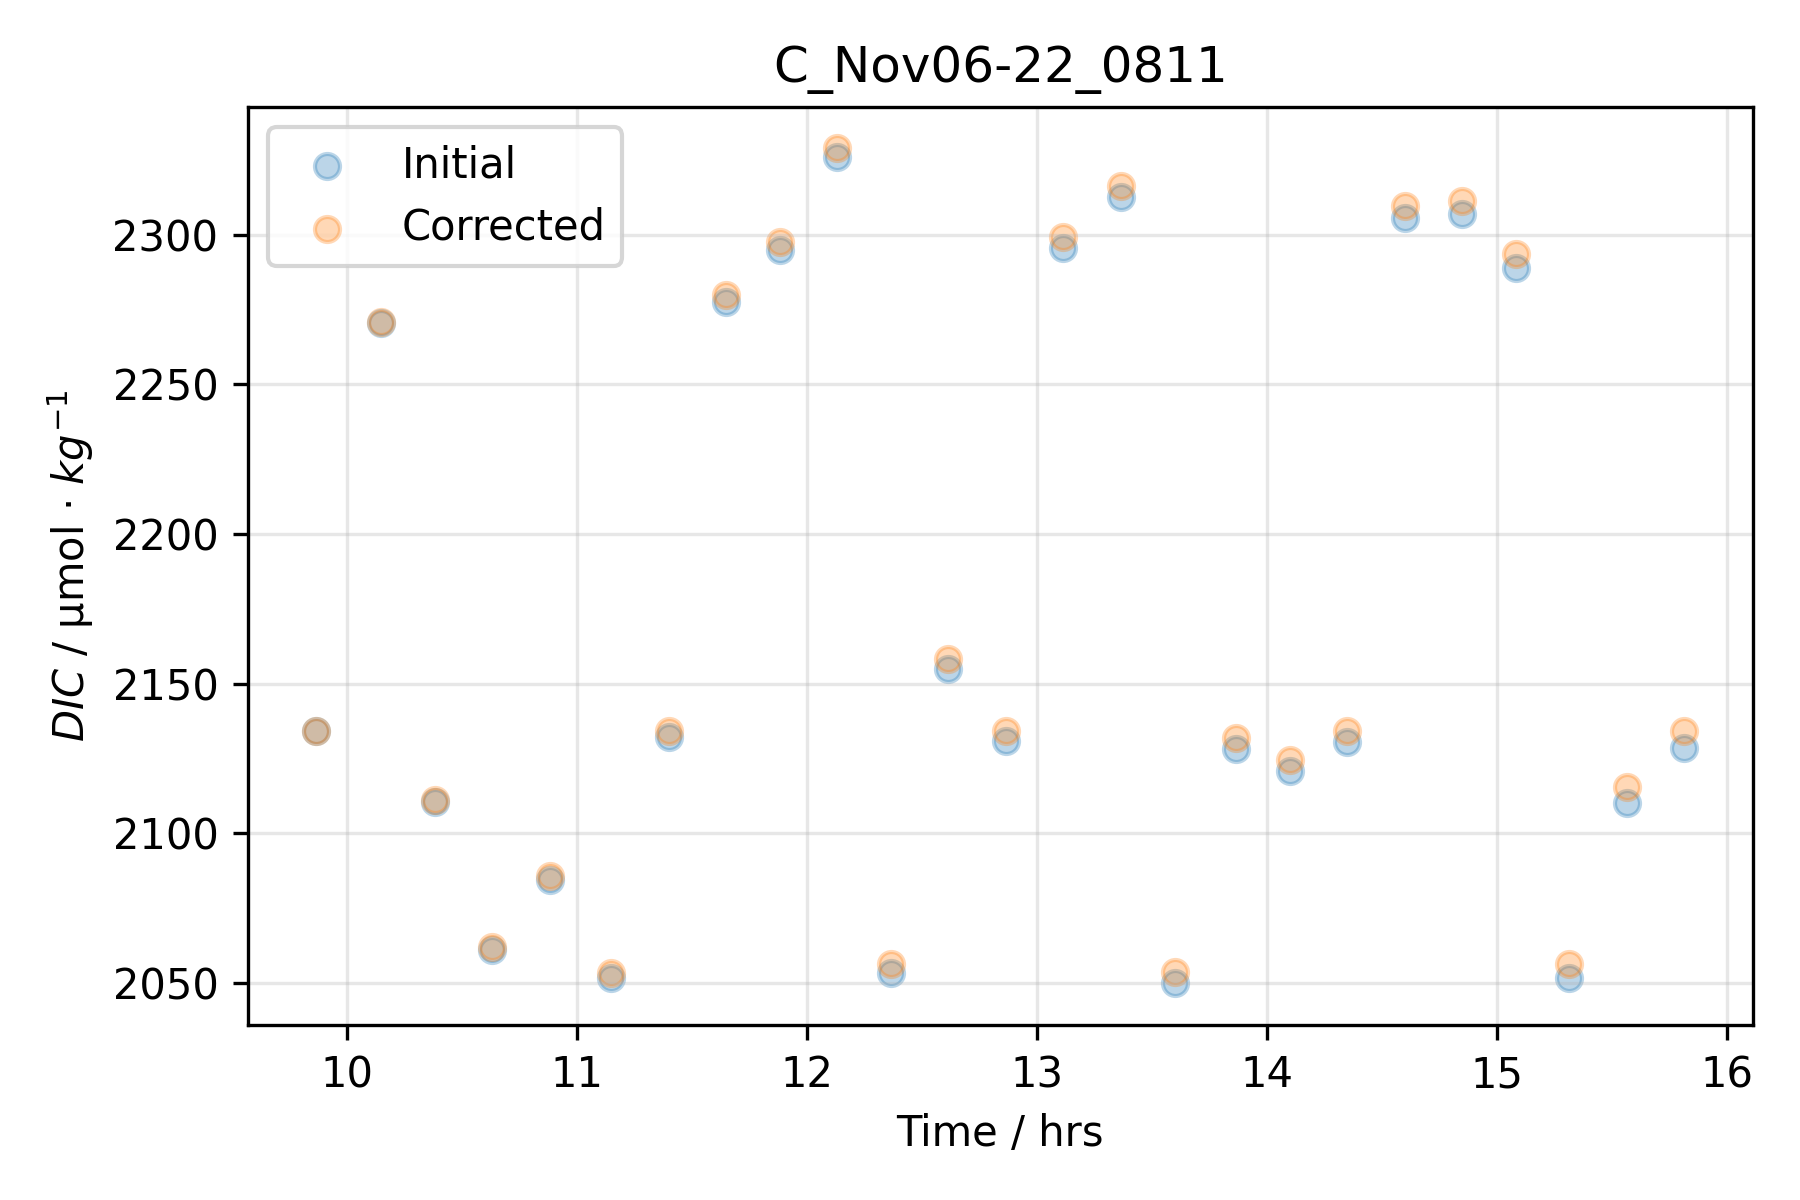 C_Nov06-22_0811
Initial
Corrected
2300
2250
2200
2150
2100
2050
DIC / µmol · kg⁻¹
10 11 12 13 14 15 16
Time / hrs